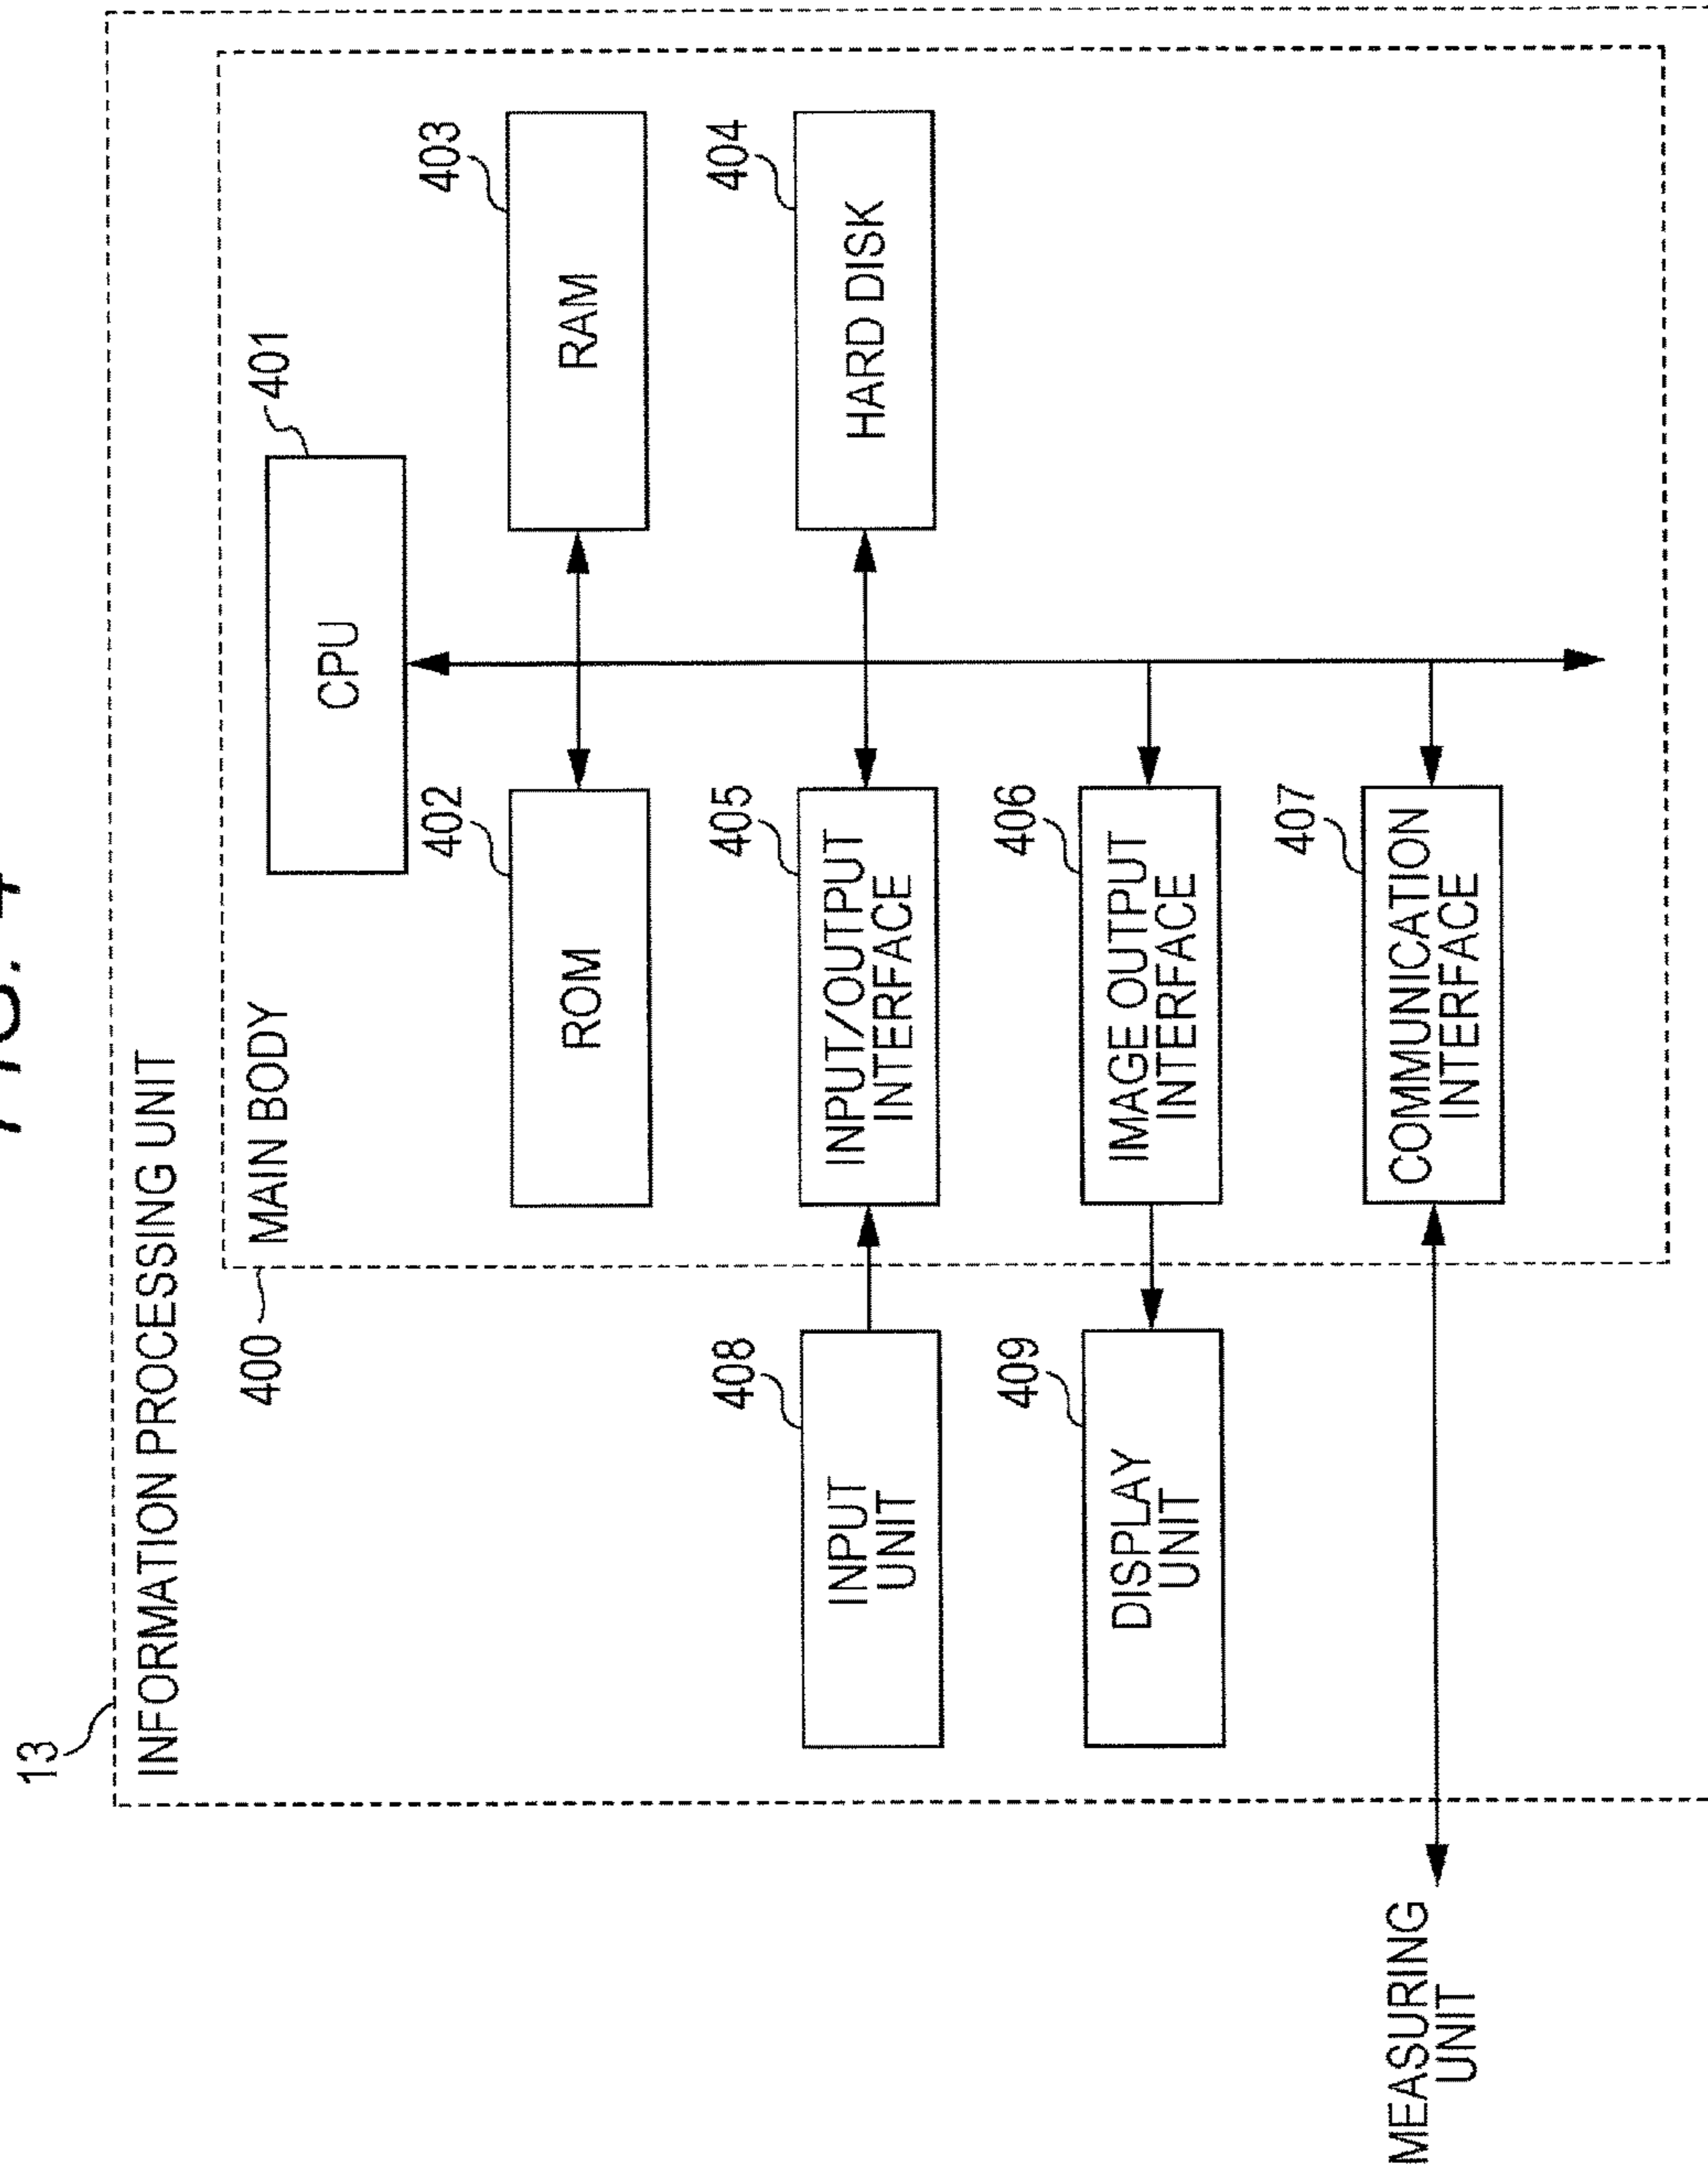 FIG. 4
13
INFORMATION PROCESSING UNIT
400
MAIN BODY
CPU
401
402
ROM
403
RAM
405
INPUT/OUTPUT
INTERFACE
404
HARD DISK
408
INPUT
UNIT
406
IMAGE OUTPUT
INTERFACE
409
DISPLAY
UNIT
407
COMMUNICATION
INTERFACE
MEASURING
UNIT